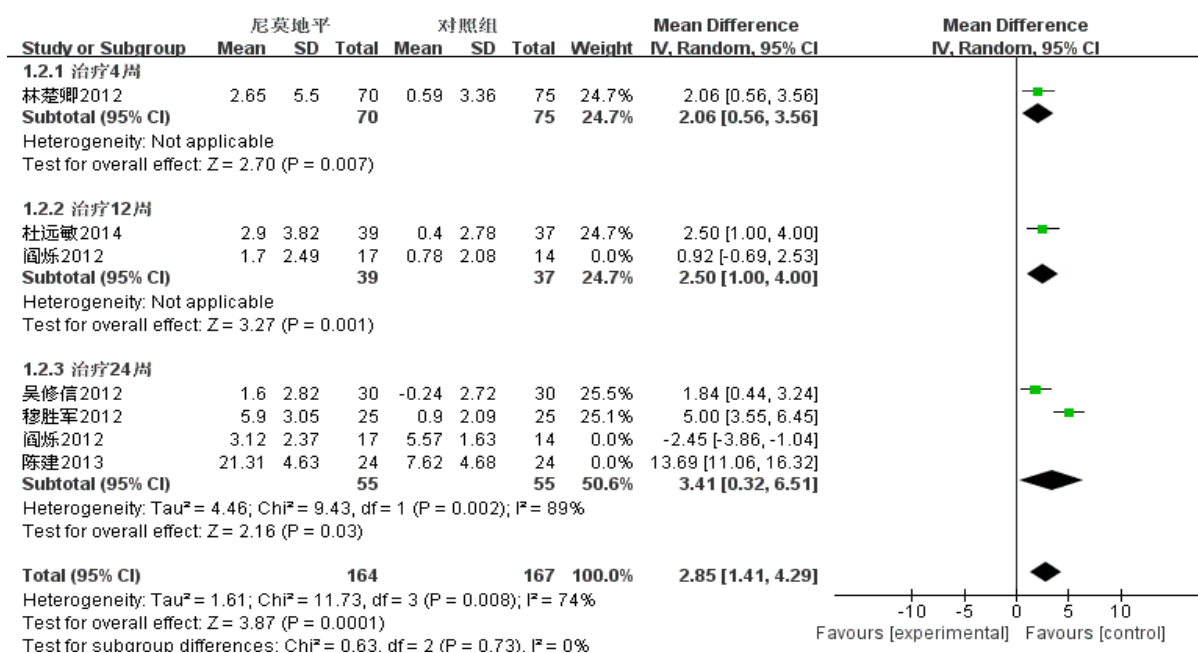 尼莫地平 对照组 Mean Difference Mean Difference
Study or Subgroup Mean SD Total Mean SD Total Weight IV, Random, 95% CI IV, Random, 95% CI
1.2.1 治疗4周
林楚卿2012 2.65 5.5 70 0.59 3.36 75 24.7% 2.06 [0.56, 3.56]
Subtotal (95% CI) 70 75 24.7% 2.06 [0.56, 3.56]
Heterogeneity: Not applicable
Test for overall effect: Z = 2.70 (P = 0.007)
1.2.2 治疗12周
杜远敏2014 2.9 3.82 39 0.4 2.78 37 24.7% 2.50 [1.00, 4.00]
阎烁2012 1.7 2.49 17 0.78 2.08 14 0.0% 0.92 [-0.69, 2.53]
Subtotal (95% CI) 39 37 24.7% 2.50 [1.00, 4.00]
Heterogeneity: Not applicable
Test for overall effect: Z = 3.27 (P = 0.001)
1.2.3 治疗24周
吴修信2012 1.6 2.82 30 -0.24 2.72 30 25.5% 1.84 [0.44, 3.24]
穆胜军2012 5.9 3.05 25 0.9 2.09 25 25.1% 5.00 [3.55, 6.45]
阎烁2012 3.12 2.37 17 5.57 1.63 14 0.0% -2.45 [-3.86, -1.04]
陈建2013 21.31 4.63 24 7.62 4.68 24 0.0% 13.69 [11.06, 16.32]
Subtotal (95% CI) 55 55 50.6% 3.41 [0.32, 6.51]
Heterogeneity: Tau² = 4.46; Chi² = 9.43, df = 1 (P = 0.002); I² = 89%
Test for overall effect: Z = 2.16 (P = 0.03)
Total (95% CI) 164 167 100.0% 2.85 [1.41, 4.29]
Heterogeneity: Tau² = 1.61; Chi² = 11.73, df = 3 (P = 0.008); I² = 74%
Test for overall effect: Z = 3.87 (P = 0.0001)
Test for subgroup differences: Chi² = 0.63, df = 2 (P = 0.73), I² = 0%
-10 -5 0 5 10
Favours [experimental] Favours [control]